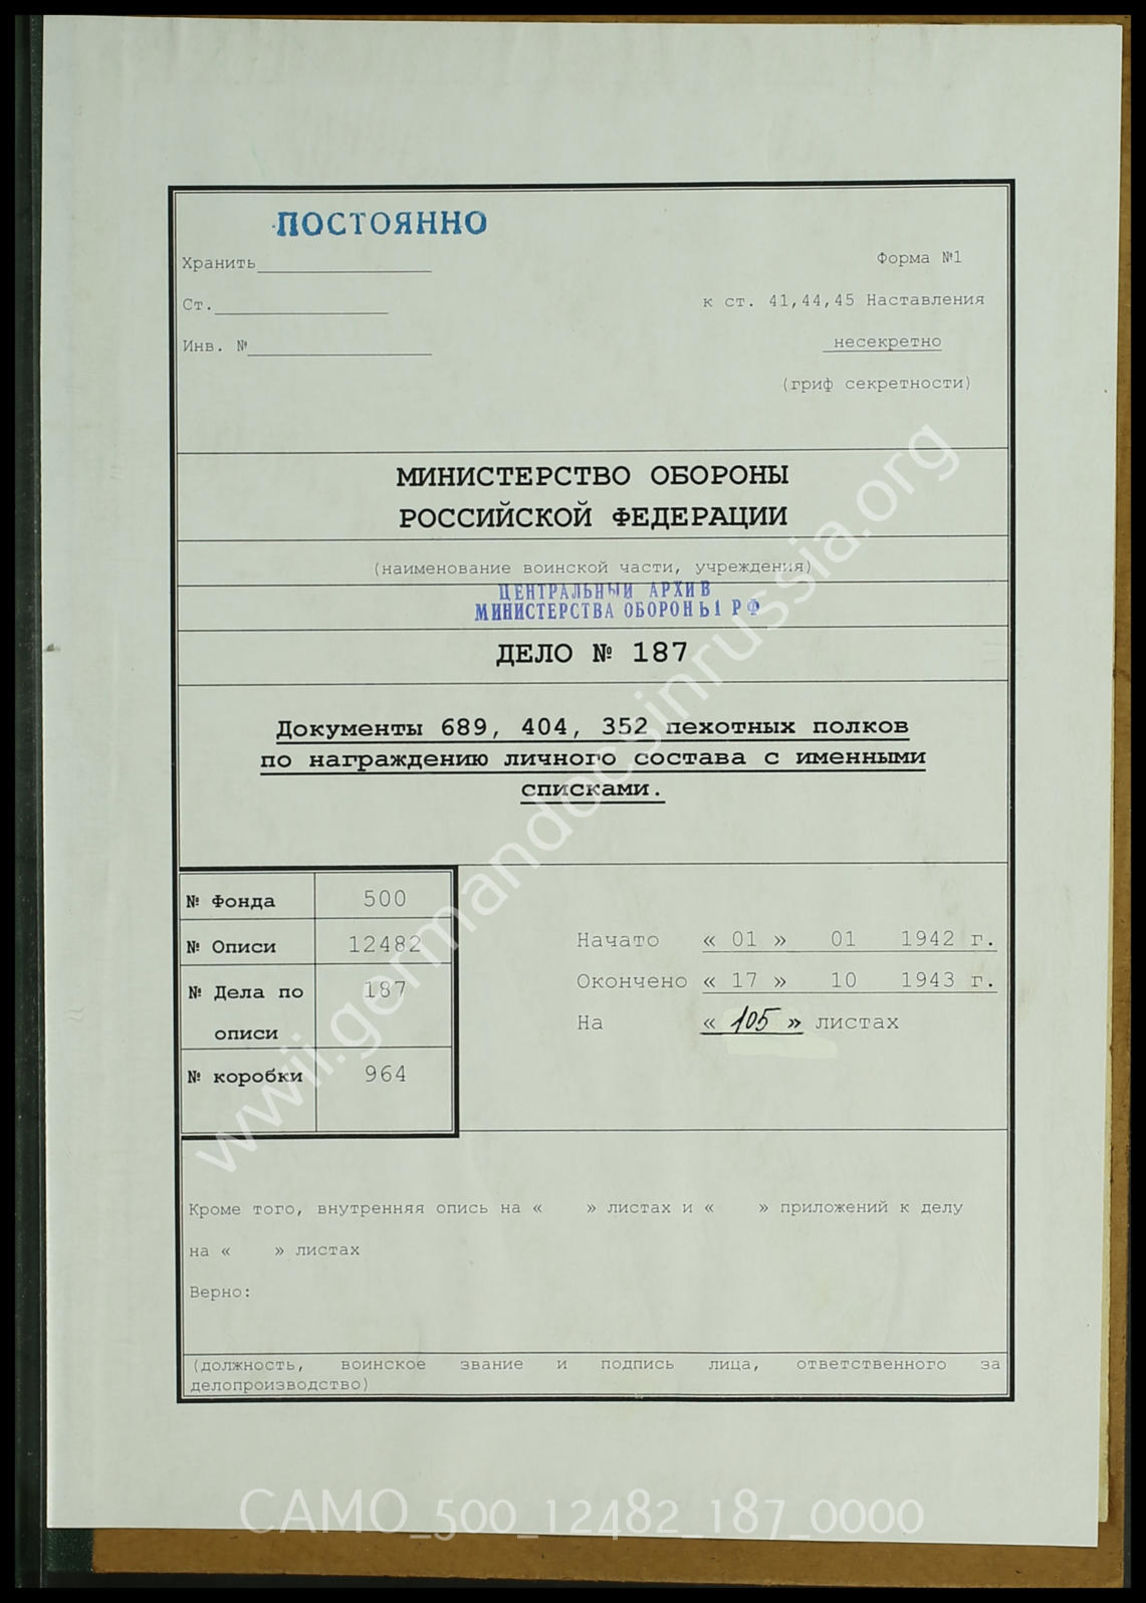 ПОСТОЯННО
Хранить
Форма №1
Ст.
к ст. 41,44,45 Наставления
Инв. №
несекретно
(гриф секретности)
МИНИСТЕРСТВО ОБОРОНЫ
РОССИЙСКОЙ ФЕДЕРАЦИИ
(наименование воинской части, учреждения)
ЦЕНТРАЛЬНЫЙ АРХИВ
МИНИСТЕРСТВА ОБОРОНЫ РФ
ДЕЛО № 187
Документы 689, 404, 352 пехотных полков
по награждению личного состава с именными
списками.
№ Фонда 500
№ Описи 12482
№ Дела по описи 187
№ коробки 964
Начато « 01 » 01 1942 г.
Окончено « 17 » 10 1943 г.
На « 105 » листах
Кроме того, внутренняя опись на « » листах и « » приложений к делу
на « » листах
Верно:
(должность, воинское звание и подпись лица, ответственного за
делопроизводство)
www.germandocsinrussia.org
CAMO_500_12482_187_0000